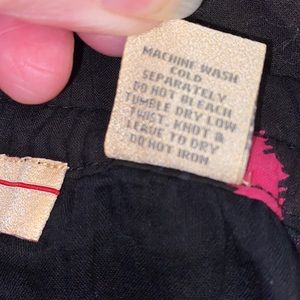 MACHINE WASH
COLD
SEPARATELY
DO NOT BLEACH
TUMBLE DRY LOW
TWIST, KNOT &
LEAVE TO DRY
DO NOT IRON